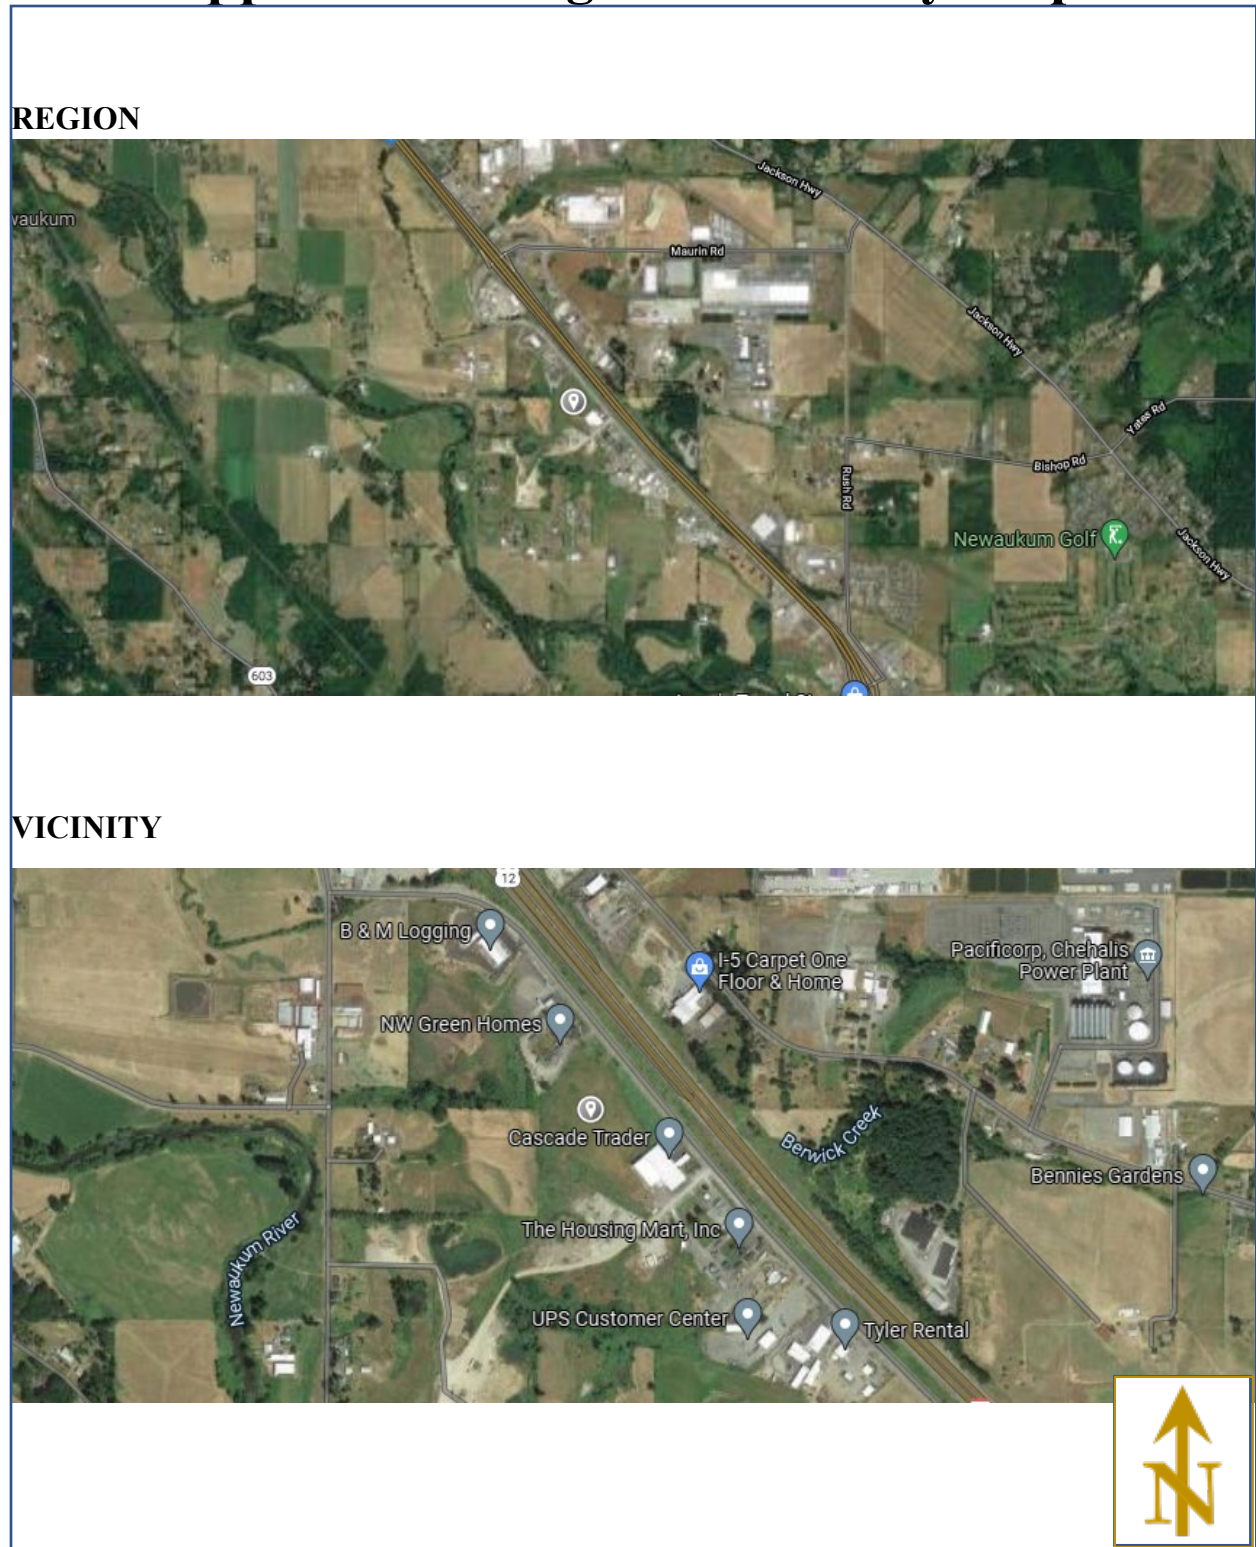 REGION
Jackson Hwy
Maurin Rd
Jackson Hwy
Yates Rd
Bishop Rd
Rush Rd
Newaukum Golf
Jackson Hwy
603
VICINITY
12
B & M Logging
I-5 Carpet One
Floor & Home
Pacificorp, Chehalis
Power Plant
NW Green Homes
Cascade Trader
Berwick Creek
Bennies Gardens
The Housing Mart, Inc
Newaukum River
UPS Customer Center
Tyler Rental
N